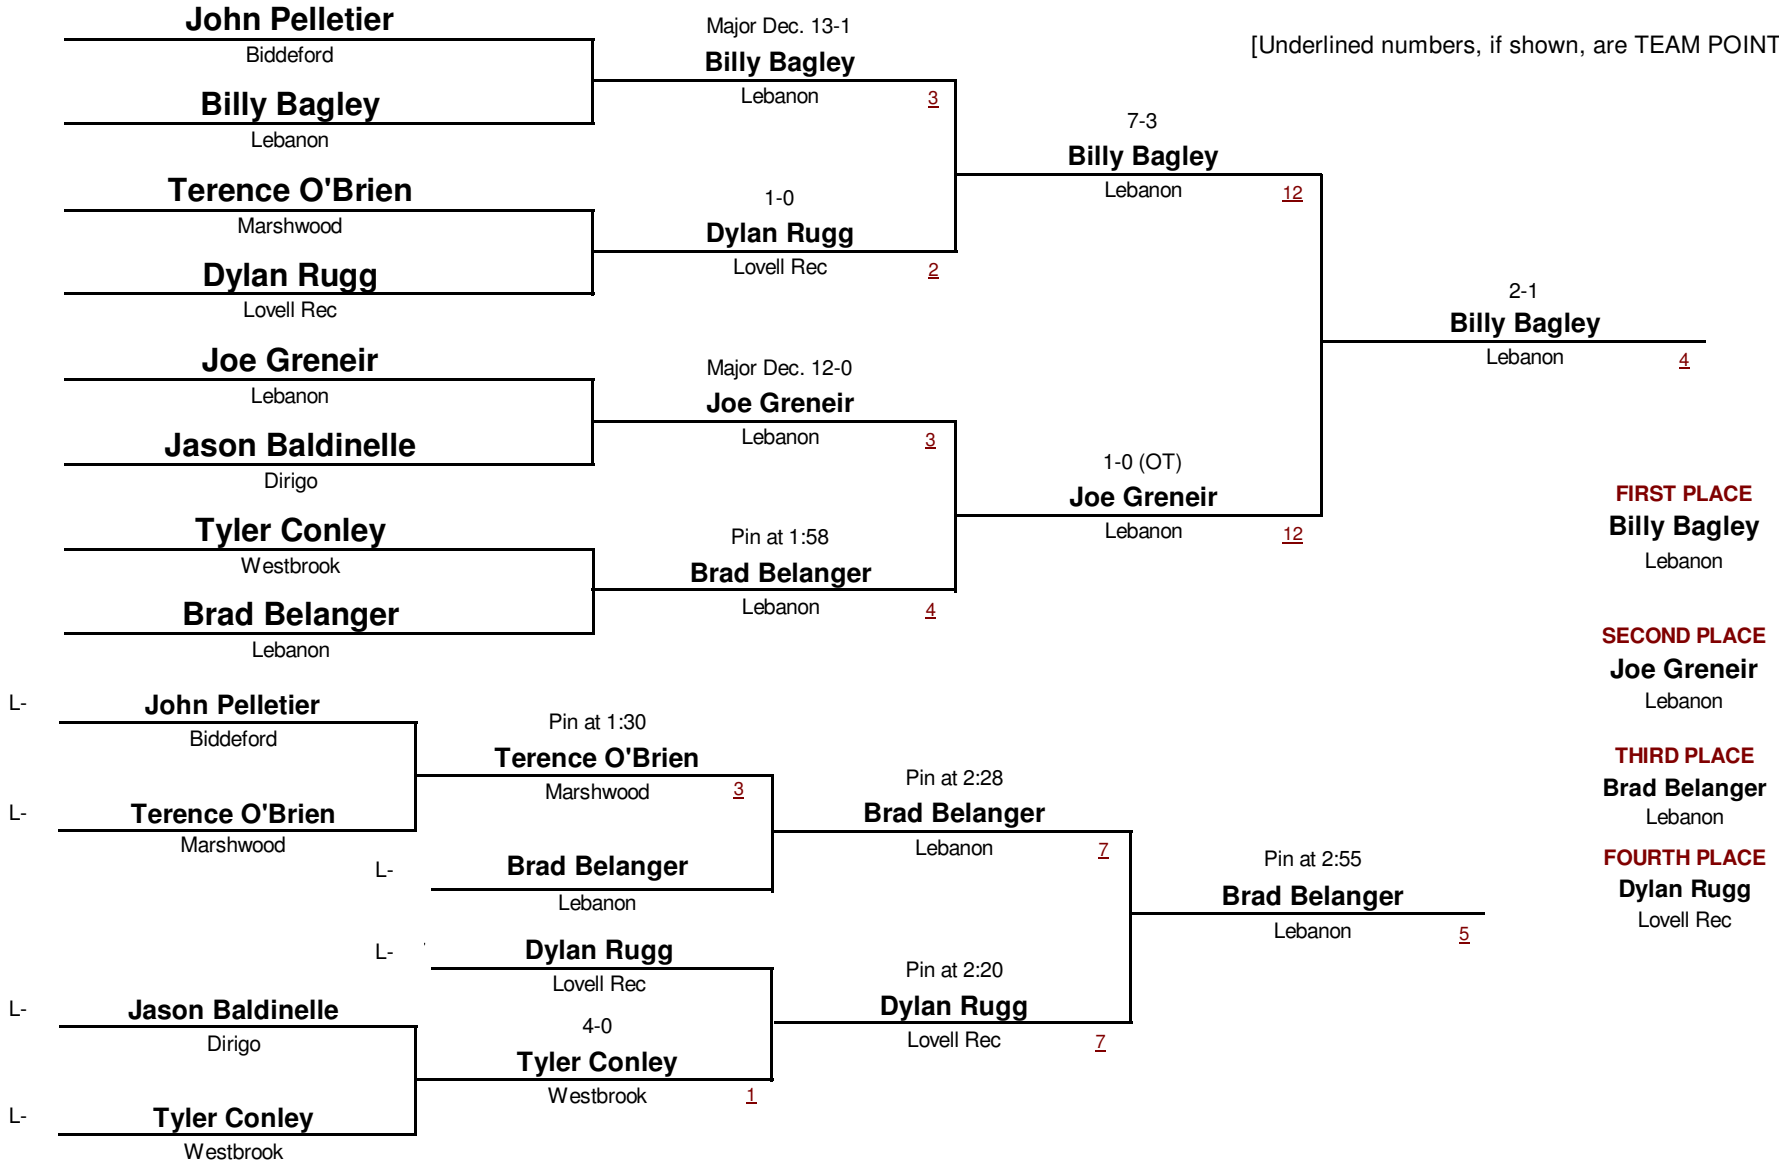 John Pelletier
Biddeford
Billy Bagley
Lebanon
Terence O'Brien
Marshwood
Dylan Rugg
Lovell Rec
Joe Greneir
Lebanon
Jason Baldinelle
Dirigo
Tyler Conley
Westbrook
Brad Belanger
Lebanon
Major Dec. 13-1
Billy Bagley
Lebanon
3
1-0
Dylan Rugg
Lovell Rec
2
Major Dec. 12-0
Joe Greneir
Lebanon
3
Pin at 1:58
Brad Belanger
Lebanon
4
[Underlined numbers, if shown, are TEAM POINT
7-3
Billy Bagley
Lebanon
12
1-0 (OT)
Joe Greneir
Lebanon
12
2-1
Billy Bagley
Lebanon
4
FIRST PLACE
Billy Bagley
Lebanon
SECOND PLACE
Joe Greneir
Lebanon
THIRD PLACE
Brad Belanger
Lebanon
FOURTH PLACE
Dylan Rugg
Lovell Rec
L-
John Pelletier
Biddeford
L-
Terence O'Brien
Marshwood
Pin at 1:30
Terence O'Brien
Marshwood
3
L-
Brad Belanger
Lebanon
L-
Dylan Rugg
Lovell Rec
L-
Jason Baldinelle
Dirigo
L-
Tyler Conley
Westbrook
4-0
Tyler Conley
Westbrook
1
Pin at 2:28
Brad Belanger
Lebanon
7
Pin at 2:20
Dylan Rugg
Lovell Rec
7
Pin at 2:55
Brad Belanger
Lebanon
5